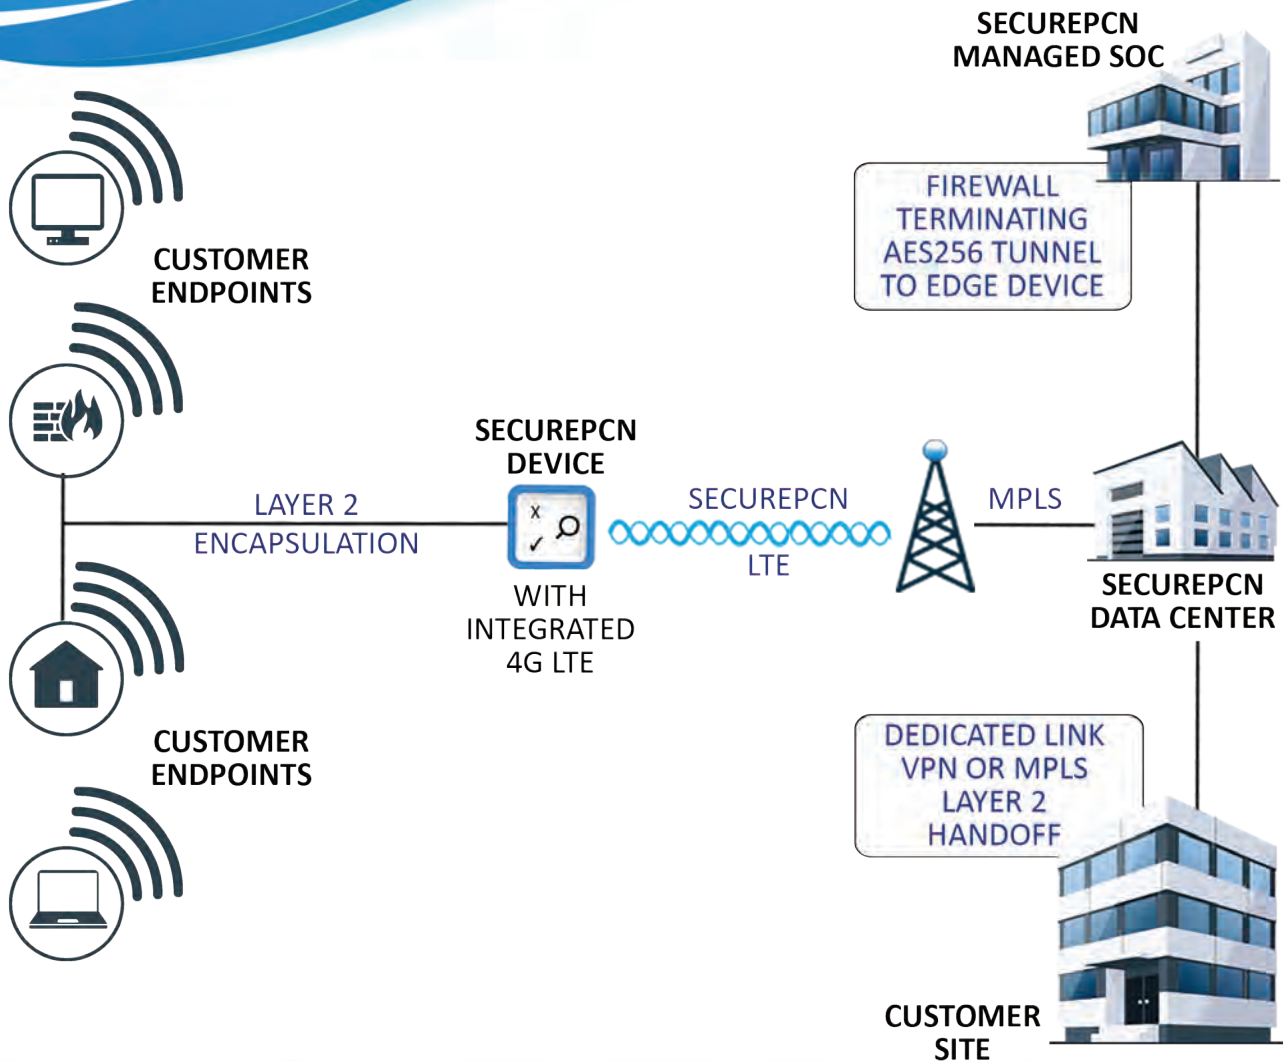 SECUREPCN
MANAGED SOC
FIREWALL
TERMINATING
AES256 TUNNEL
TO EDGE DEVICE
CUSTOMER
ENDPOINTS
SECUREPCN
DEVICE
LAYER 2
ENCAPSULATION
X
WITH
INTEGRATED
4G LTE
SECUREPCN
LTE
MPLS
SECUREPCN
DATA CENTER
CUSTOMER
ENDPOINTS
DEDICATED LINK
VPN OR MPLS
LAYER 2
HANDOFF
CUSTOMER
SITE